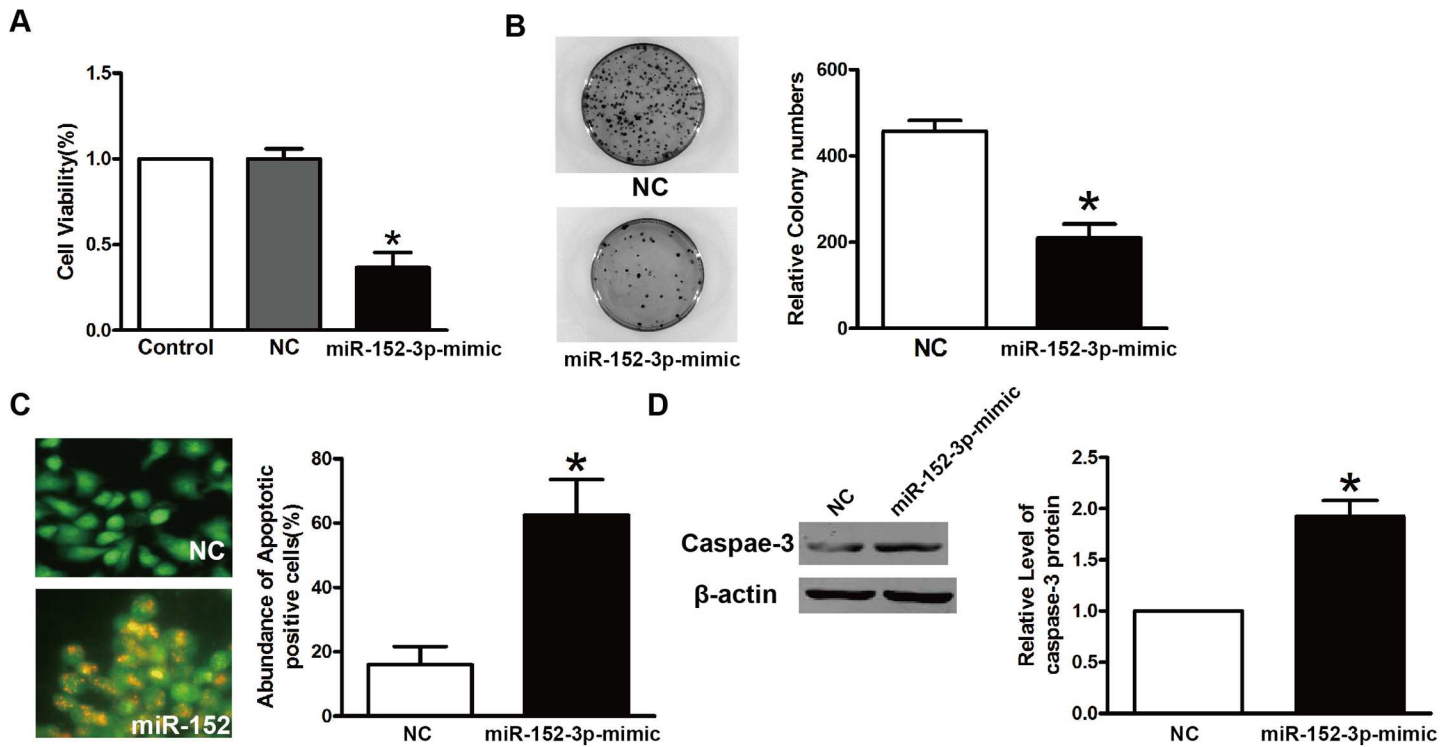 A
Cell Viability(%)
1.5
1.0
0.5
0.0
Control
NC
miR-152-3p-mimic
*
B
NC
miR-152-3p-mimic
Relative Colony numbers
600
400
200
0
NC
miR-152-3p-mimic
*
C
NC
miR-152
Abundance of Apoptotic
positive cells(%)
80
60
40
20
0
NC
miR-152-3p-mimic
*
D
NC
miR-152-3p-mimic
Caspae-3
β-actin
Relative Level of
caspase-3 protein
2.5
2.0
1.5
1.0
0.5
0.0
NC
miR-152-3p-mimic
*